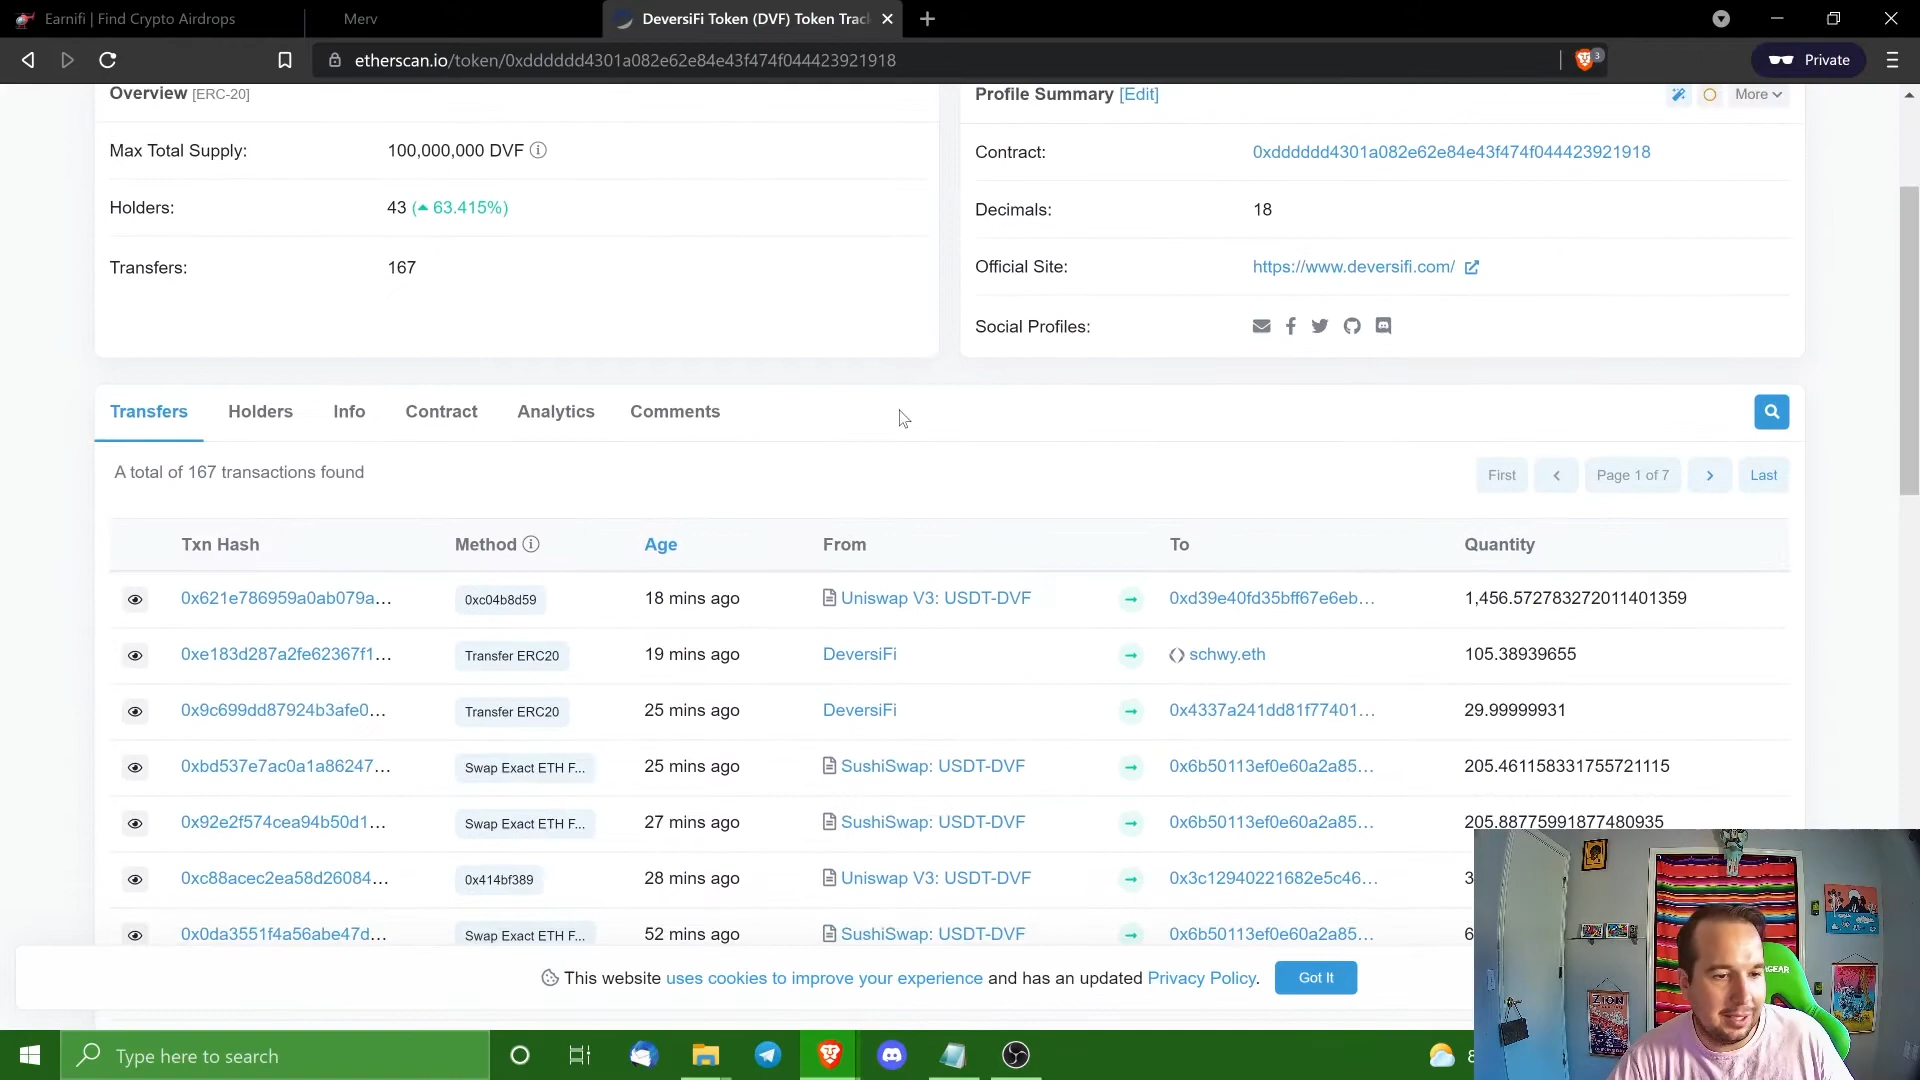 Earnifi | Find Crypto Airdrops
Merv
DeversiFi Token (DVF) Token Trac
etherscan.io/token/0xdddddd4301a082e62e84e43f474f044423921918
3
Private
Overview [ERC-20]
Max Total Supply: 100,000,000 DVF
Holders: 43 (63.415%)
Transfers: 167
Profile Summary [Edit]
More
Contract: 0xdddddd4301a082e62e84e43f474f044423921918
Decimals: 18
Official Site: https://www.deversifi.com/
Social Profiles:
Transfers Holders Info Contract Analytics Comments
A total of 167 transactions found
First Page 1 of 7 Last
Txn Hash Method Age From To Quantity
0x621e786959a0ab079a... 0xc04b8d59 18 mins ago Uniswap V3: USDT-DVF 0xd39e40fd35bff67e6eb... 1,456.572783272011401359
0xe183d287a2fe62367f1... Transfer ERC20 19 mins ago DeversiFi schwy.eth 105.38939655
0x9c699dd87924b3afe0... Transfer ERC20 25 mins ago DeversiFi 0x4337a241dd81f77401... 29.99999931
0xbd537e7ac0a1a86247... Swap Exact ETH F... 25 mins ago SushiSwap: USDT-DVF 0x6b50113ef0e60a2a85... 205.461158331755721115
0x92e2f574cea94b50d1... Swap Exact ETH F... 27 mins ago SushiSwap: USDT-DVF 0x6b50113ef0e60a2a85... 205.88775991877480935
0xc88acec2ea58d26084... 0x414bf389 28 mins ago Uniswap V3: USDT-DVF 0x3c12940221682e5c46... 3
0x0da3551f4a56abe47d... Swap Exact ETH F... 52 mins ago SushiSwap: USDT-DVF 0x6b50113ef0e60a2a85... 6
This website uses cookies to improve your experience and has an updated Privacy Policy. Got It
ZION
GEAR
Type here to search
8